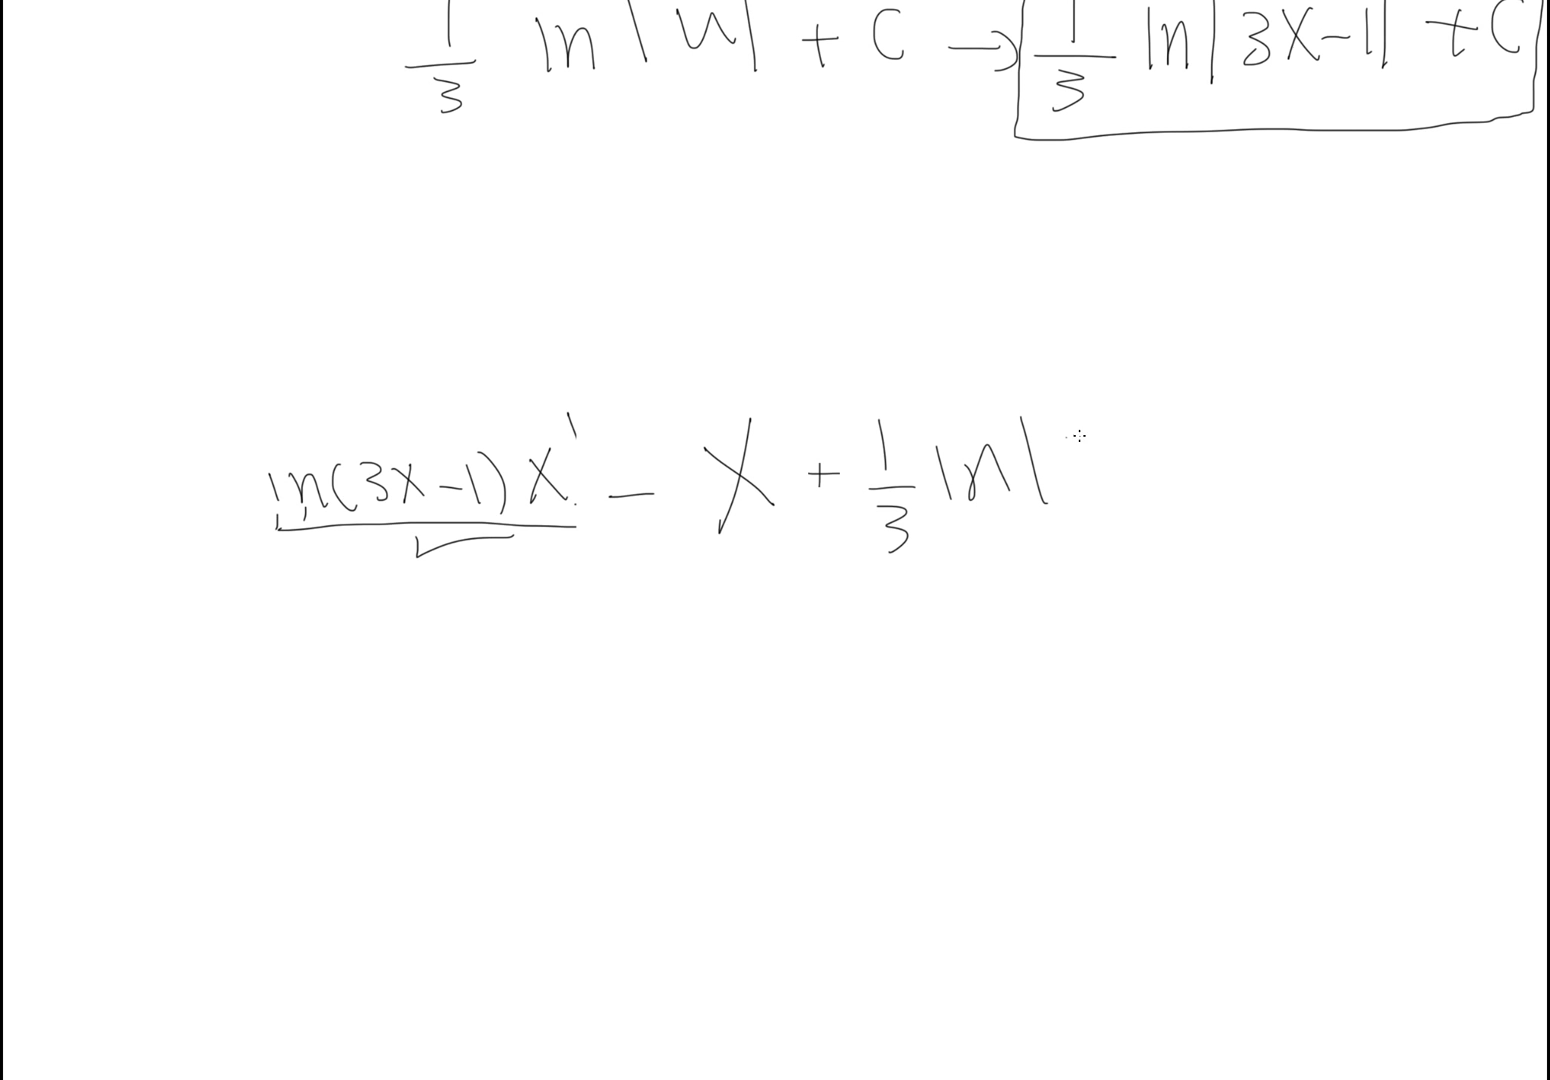 1/3 ln|u| + C → 1/3 ln|3x-1| + C
ln(3x-1)x - x + 1/3 ln|